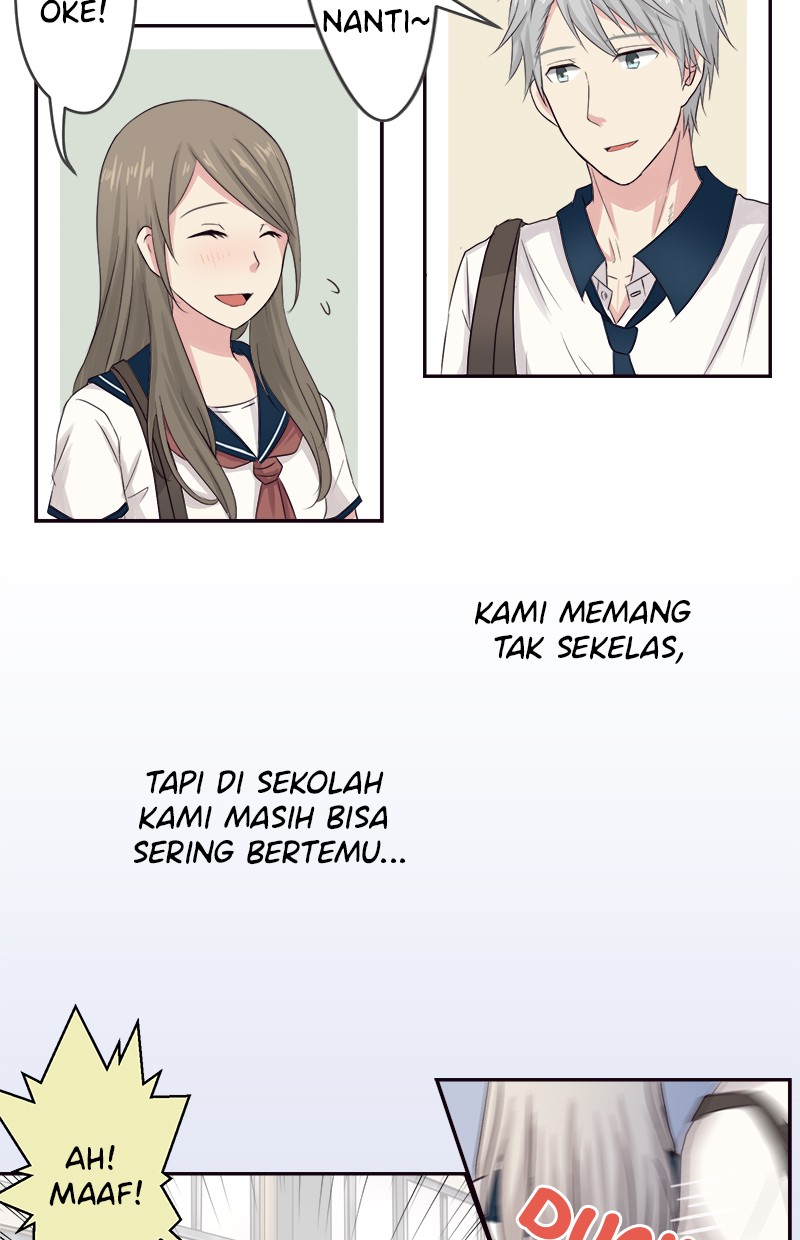 OKE!
NANTI~
KAMI MEMANG
TAK SEKELAS,
TAPI DI SEKOLAH
KAMI MASIH BISA
SERING BERTEMU...
AH!
MAAF!